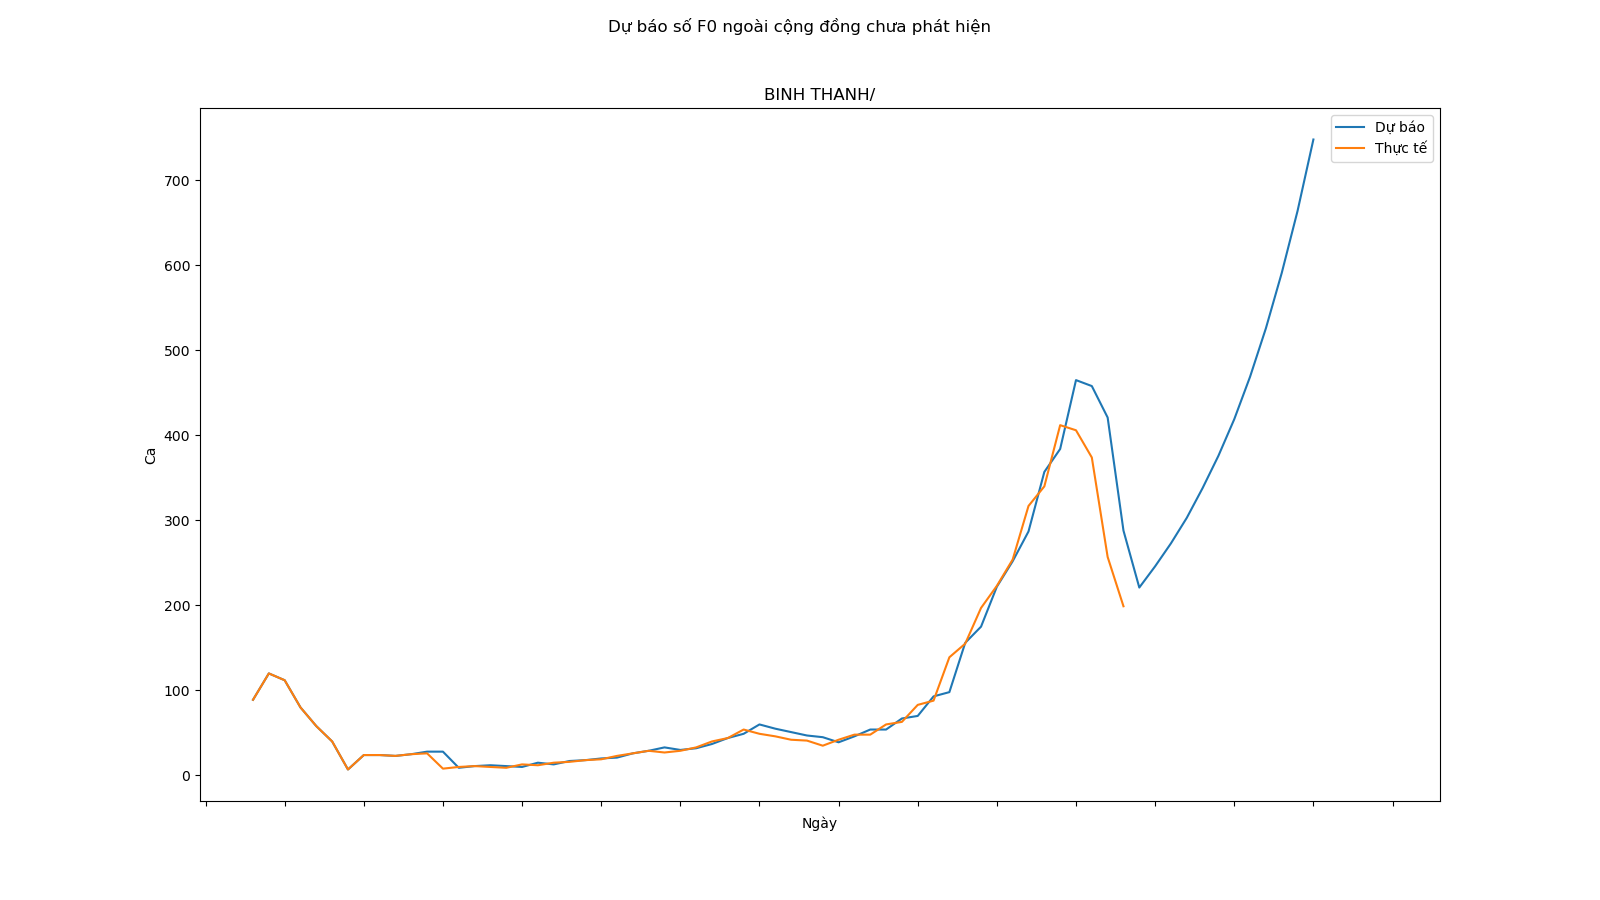 Dự báo số F0 ngoài cộng đồng chưa phát hiện
BINH THANH/
Dự báo
Thực tế
700
600
500
400
300
200
100
0
Ca
Ngày